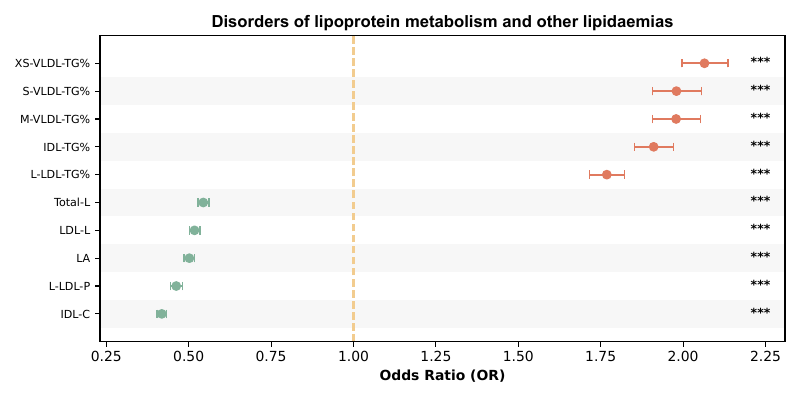 Disorders of lipoprotein metabolism and other lipidaemias
XS-VLDL-TG% ***
S-VLDL-TG% ***
M-VLDL-TG% ***
IDL-TG% ***
L-LDL-TG% ***
Total-L ***
LDL-L ***
LA ***
L-LDL-P ***
IDL-C ***
0.25 0.50 0.75 1.00 1.25 1.50 1.75 2.00 2.25
Odds Ratio (OR)